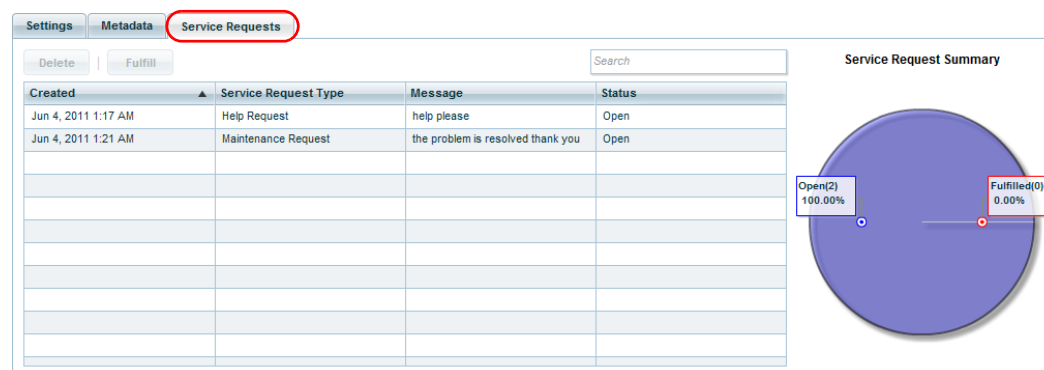 Settings Metadata Service Requests
Delete | Fulfill Search
Service Request Summary
Created Service Request Type Message Status
Jun 4, 2011 1:17 AM Help Request help please Open
Jun 4, 2011 1:21 AM Maintenance Request the problem is resolved thank you Open
Open(2)
100.00%
Fulfilled(0)
0.00%